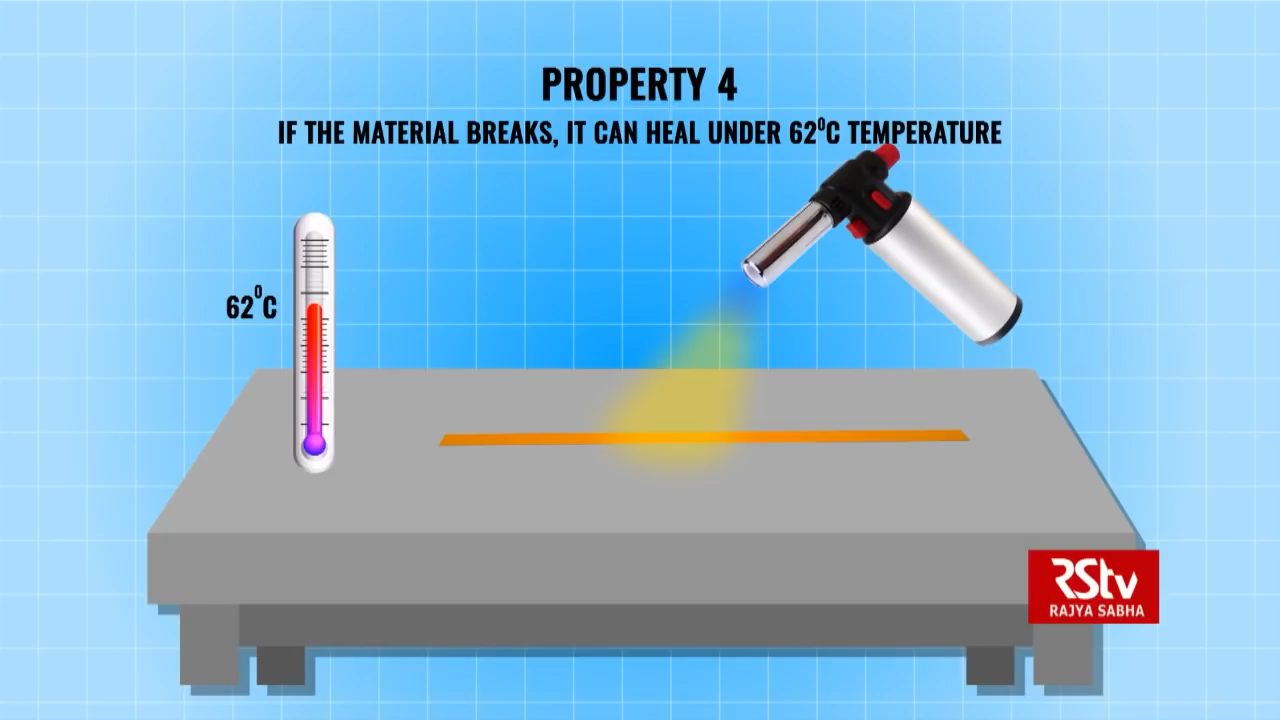 PROPERTY 4
IF THE MATERIAL BREAKS, IT CAN HEAL UNDER 62⁰C TEMPERATURE
62⁰C
RStv
RAJYA SABHA